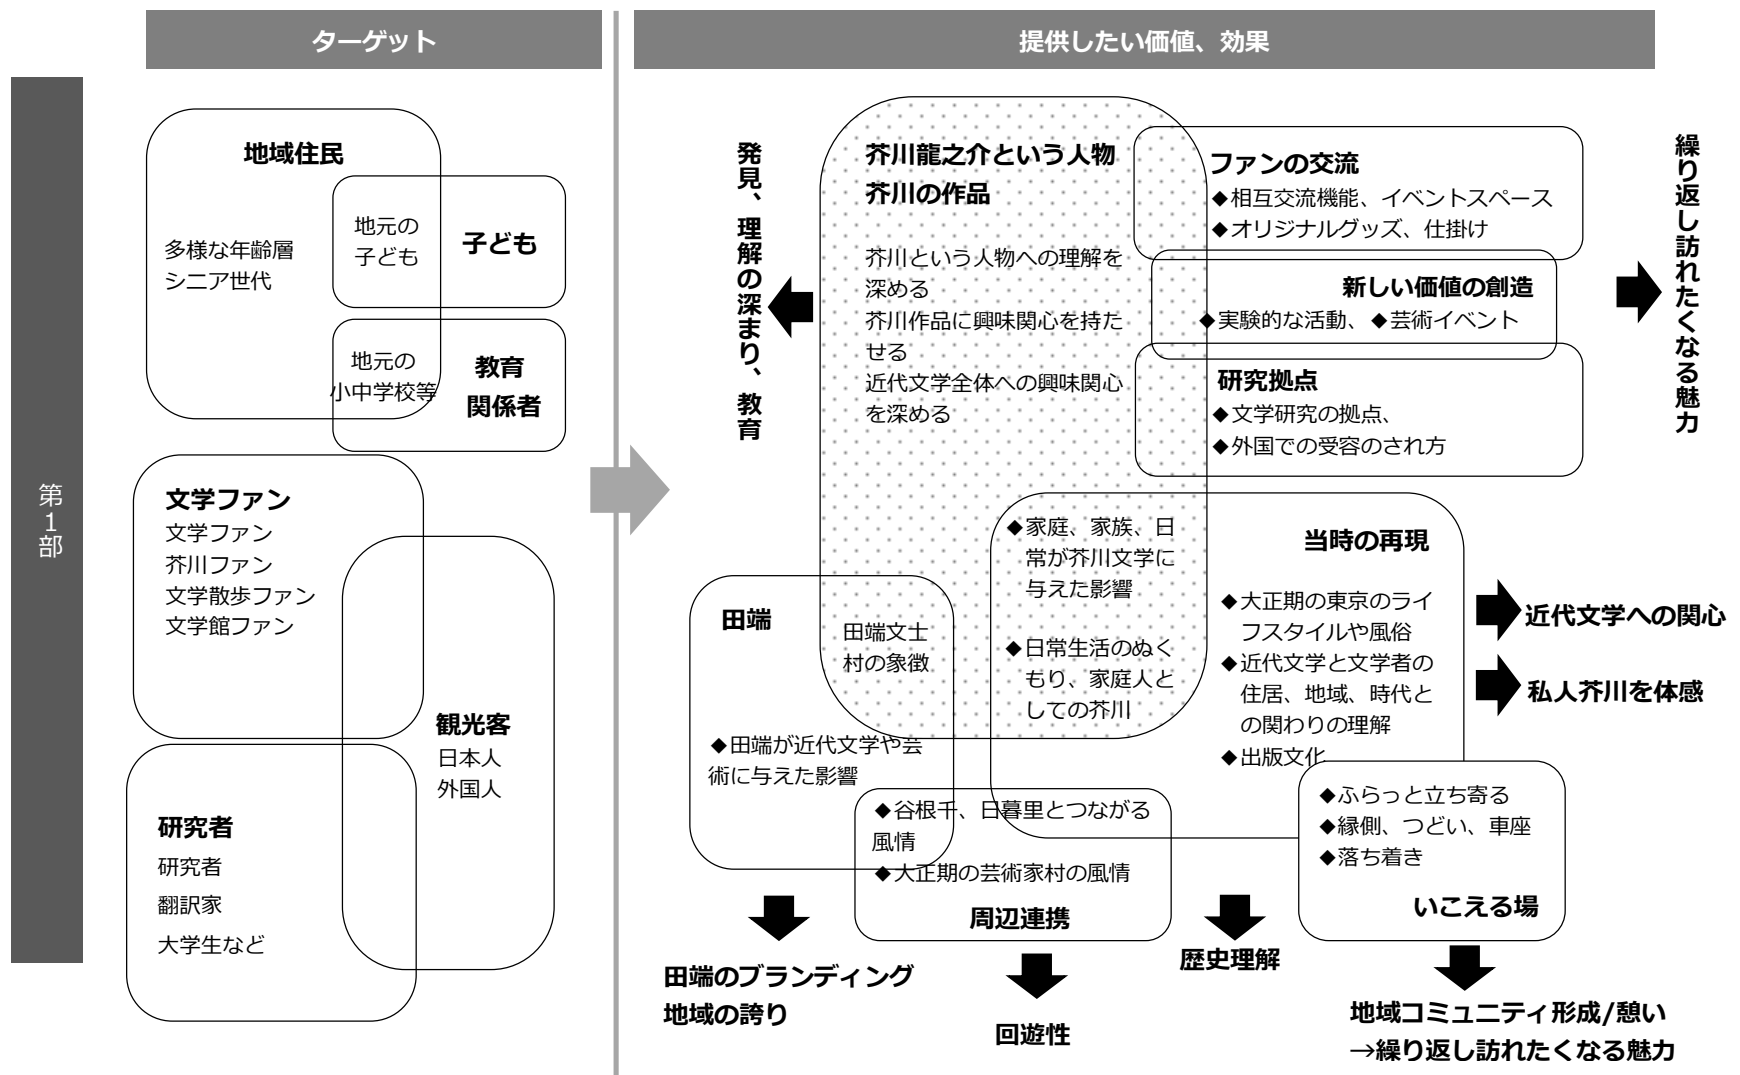 ターゲット
提供したい価値、効果
第1部
地域住民
多様な年齢層
シニア世代
地元の
子ども
子ども
地元の
小中学校等
教育
関係者
文学ファン
文学ファン
芥川ファン
文学散歩ファン
文学館ファン
観光客
日本人
外国人
研究者
研究者
翻訳家
大学生など
発見、理解の深まり、教育
芥川龍之介という人物
芥川の作品
芥川という人物への理解を
深める
芥川作品に興味関心を持た
せる
近代文学全体への興味関心
を深める
ファンの交流
◆相互交流機能、イベントスペース
◆オリジナルグッズ、仕掛け
新しい価値の創造
◆実験的な活動、◆芸術イベント
研究拠点
◆文学研究の拠点、
◆外国での受容のされ方
繰り返し訪れたくなる魅力
◆家庭、家族、日
常が芥川文学に
与えた影響
◆日常生活のぬく
もり、家庭人と
しての芥川
当時の再現
◆大正期の東京のライ
フスタイルや風俗
◆近代文学と文学者の
住居、地域、時代と
の関わりの理解
◆出版文化
近代文学への関心
私人芥川を体感
田端
田端文士
村の象徴
◆田端が近代文学や芸
術に与えた影響
◆谷根千、日暮里とつながる
風情
◆大正期の芸術家村の風情
周辺連携
◆ふらっと立ち寄る
◆縁側、つどい、車座
◆落ち着き
いこえる場
田端のブランディング
地域の誇り
回遊性
歴史理解
地域コミュニティ形成/憩い
→繰り返し訪れたくなる魅力